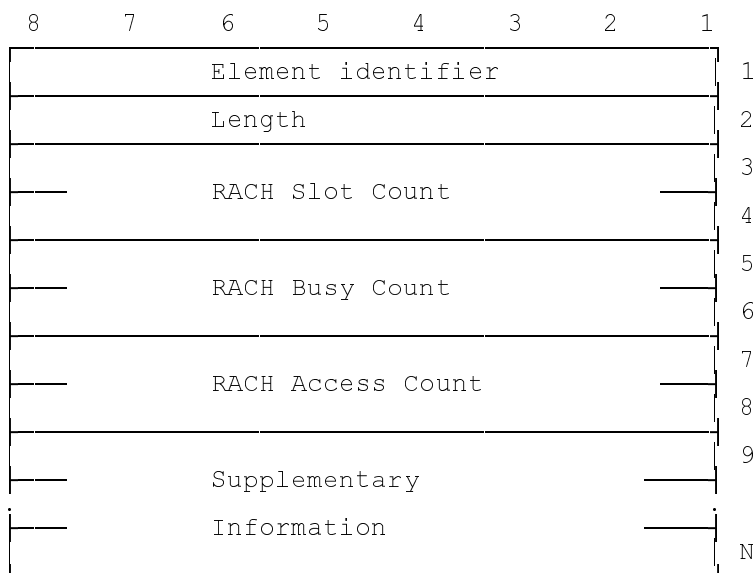 8 7 6 5 4 3 2 1
Element identifier 1
Length 2
3
RACH Slot Count
4
5
RACH Busy Count
6
7
RACH Access Count
8
9
Supplementary
Information
N